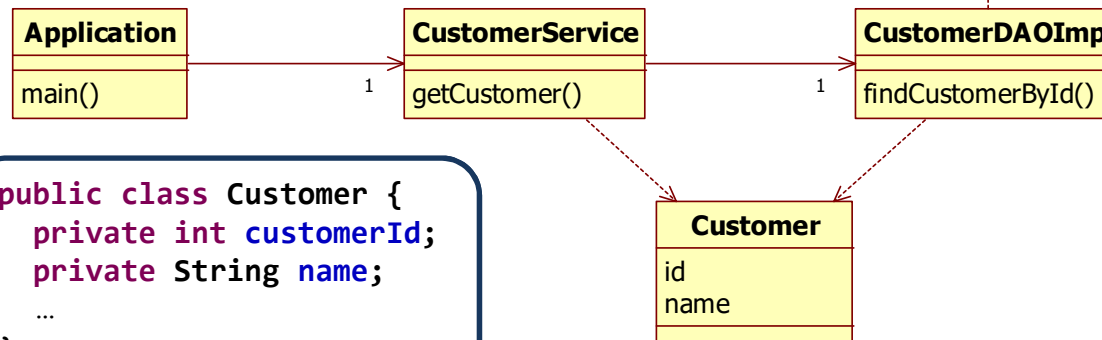 Application
main()
1
CustomerService
getCustomer()
1
CustomerDAOImp
findCustomerById()
public class Customer {
private int customerId;
private String name;
…
Customer
id
name